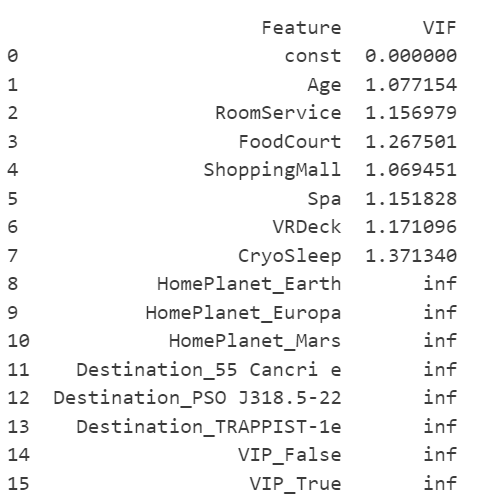 Feature VIF
0 const 0.000000
1 Age 1.077154
2 RoomService 1.156979
3 FoodCourt 1.267501
4 ShoppingMall 1.069451
5 Spa 1.151828
6 VRDeck 1.171096
7 CryoSleep 1.371340
8 HomePlanet_Earth inf
9 HomePlanet_Europa inf
10 HomePlanet_Mars inf
11 Destination_55 Cancri e inf
12 Destination_PSO J318.5-22 inf
13 Destination_TRAPPIST-1e inf
14 VIP_False inf
15 VIP_True inf